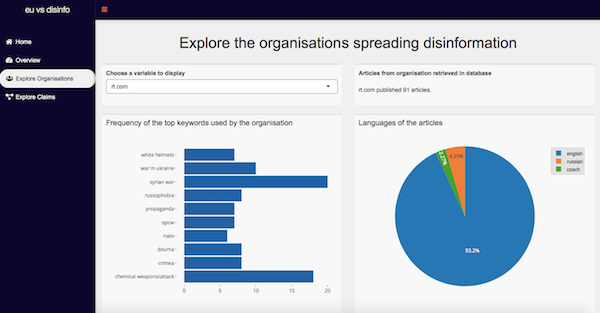 eu vs disinfo
Home
Overview
Explore Organisations
Explore Claims
Explore the organisations spreading disinformation
Choose a variable to display
rt.com
Articles from organisation retrieved in database
rt.com published 91 articles.
Frequency of the top keywords used by the organisation
white helmets
war in ukraine
syrian war
russophobia
propaganda
opcw
nato
douma
crimea
chemical weapons/attack
0 5 10 15 20
Languages of the articles
english
russian
czech
4.55%
2.27%
93.2%